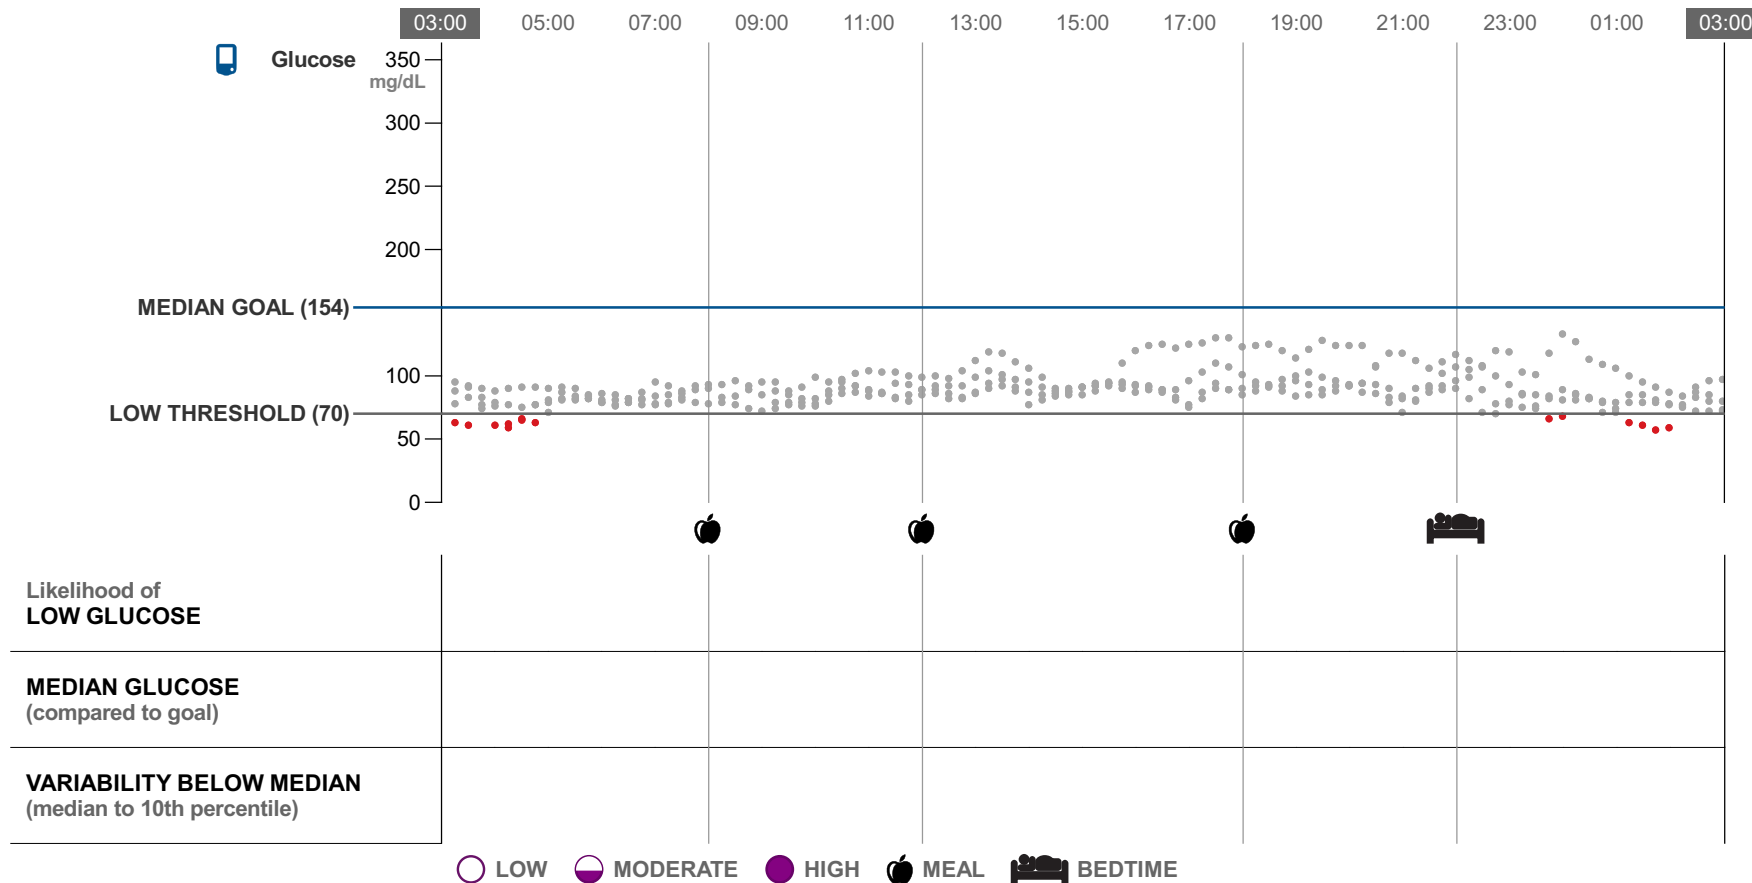 03:00 05:00 07:00 09:00 11:00 13:00 15:00 17:00 19:00 21:00 23:00 01:00 03:00
Glucose 350
mg/dL
300
250
200
MEDIAN GOAL (154)
100
LOW THRESHOLD (70)
50
0
Likelihood of
LOW GLUCOSE
MEDIAN GLUCOSE
(compared to goal)
VARIABILITY BELOW MEDIAN
(median to 10th percentile)
LOW MODERATE HIGH MEAL BEDTIME